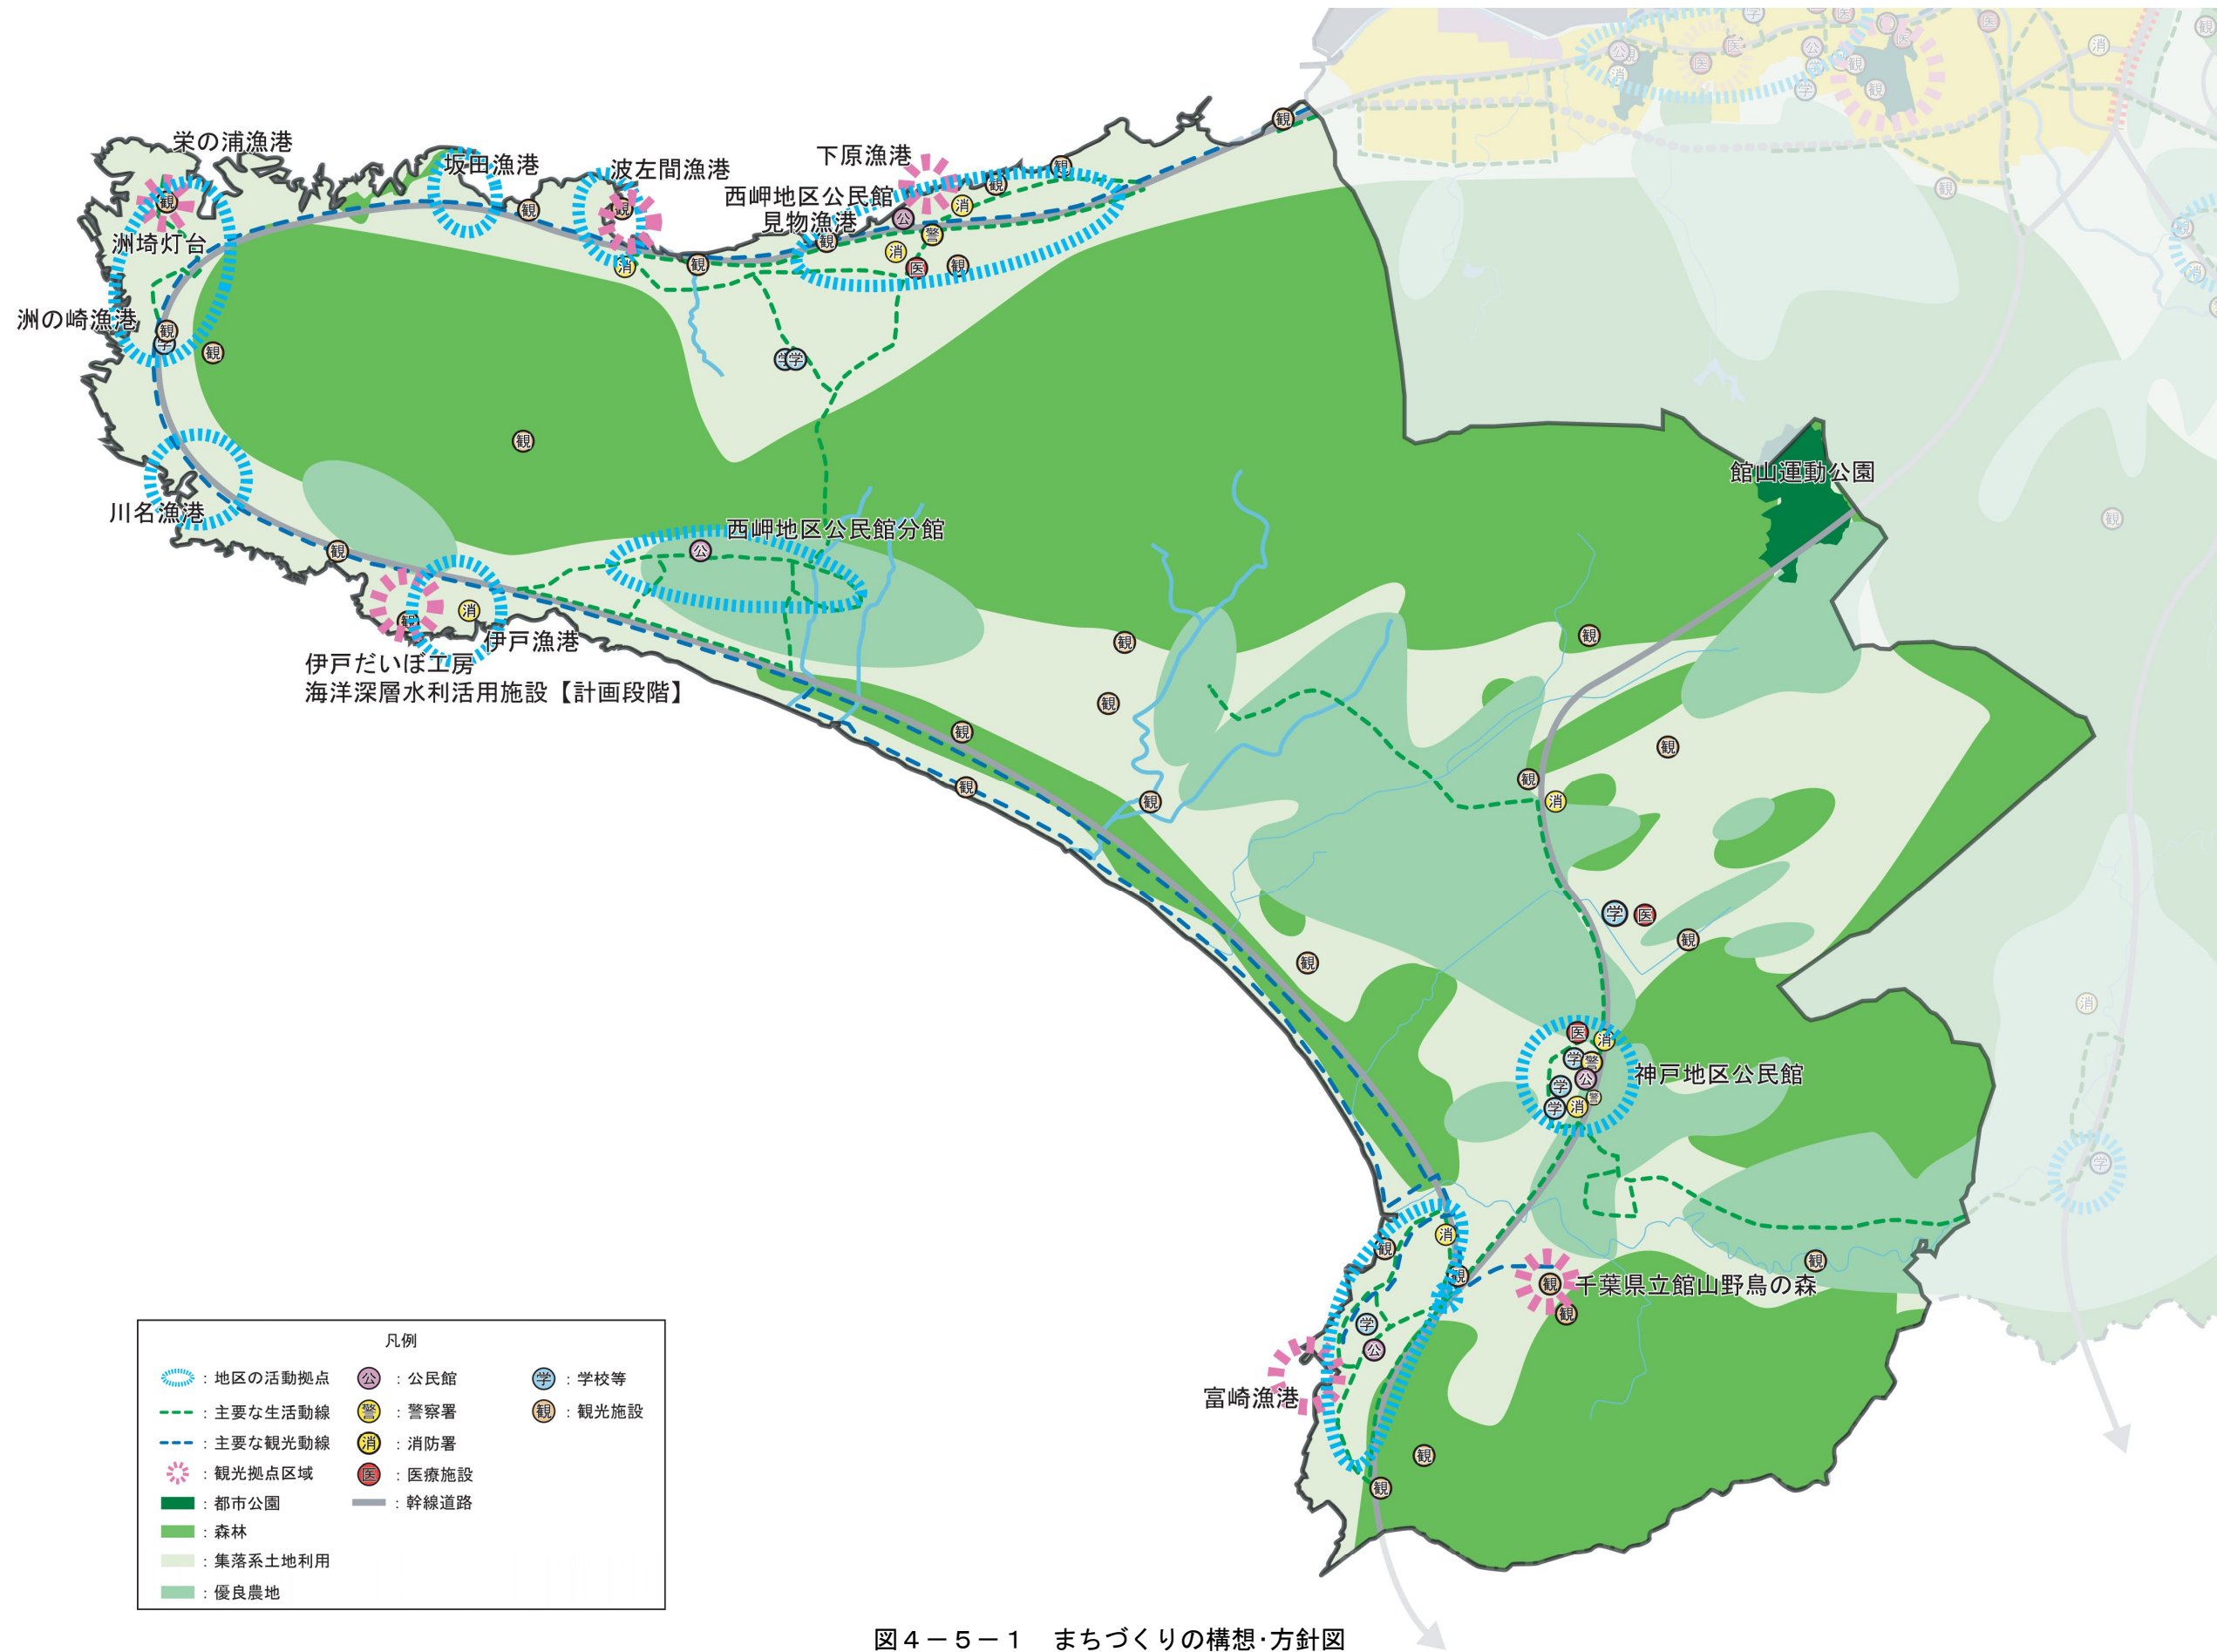 栄の浦漁港
坂田漁港
波左間漁港
下原漁港
西岬地区公民館
見物漁港
洲埼灯台
洲の崎漁港
川名漁港
西岬地区公民館分館
伊戸漁港
伊戸だいぼ工房
海洋深層水利活用施設【計画段階】
館山運動公園
神戸地区公民館
千葉県立館山野鳥の森
富崎漁港
凡例
：地区の活動拠点
公 ：公民館
学 ：学校等
：主要な生活動線
警 ：警察署
観 ：観光施設
：主要な観光動線
消 ：消防署
：観光拠点区域
医 ：医療施設
：都市公園
：幹線道路
：森林
：集落系土地利用
：優良農地
図４－５－１　まちづくりの構想・方針図